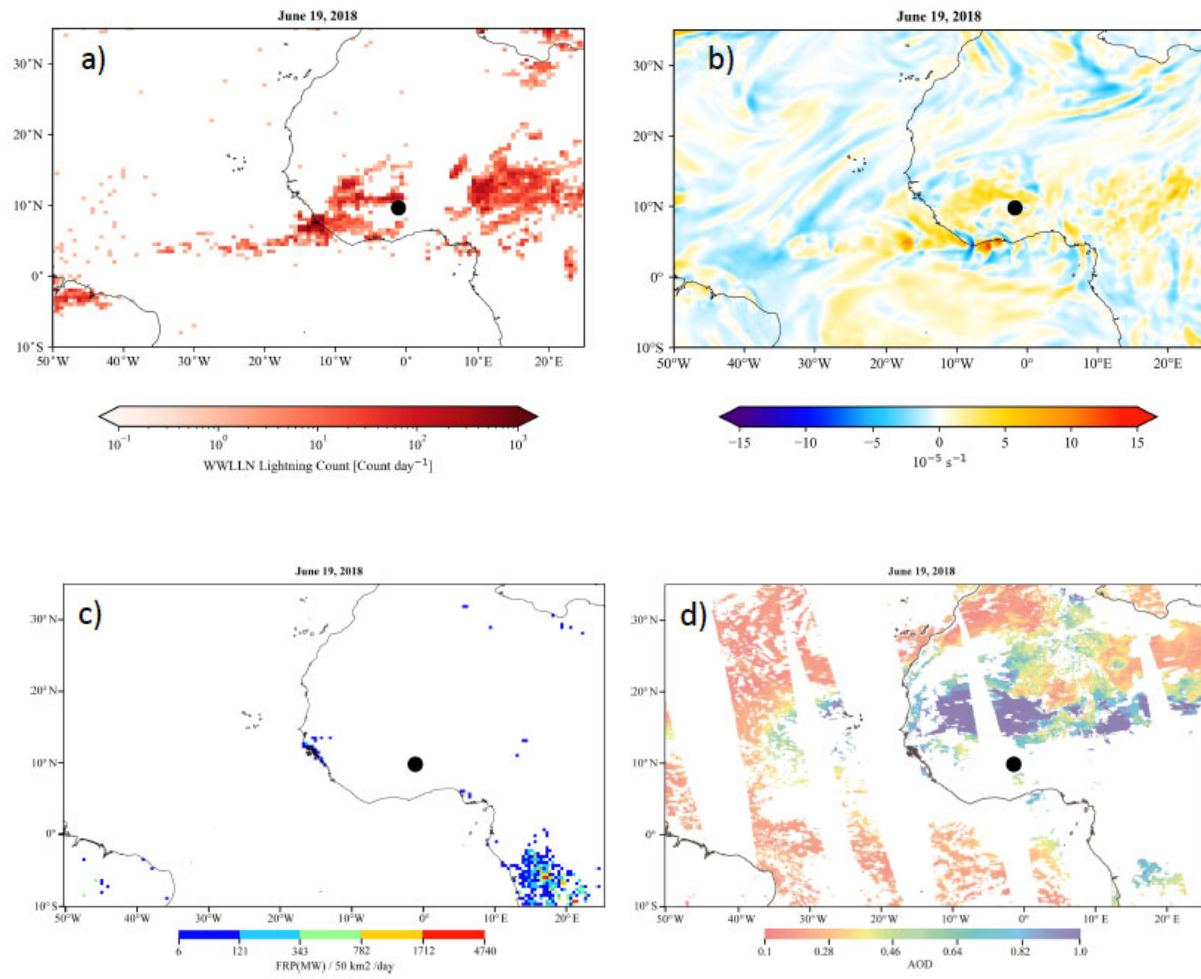 June 19, 2018
June 19, 2018
a)
b)
30°N
20°N
10°N
0°
10°S
50°W 40°W 30°W 20°W 10°W 0° 10°E 20°E
30°N
20°N
10°N
0°
10°S
50°W 40°W 30°W 20°W 10°W 0° 10°E 20°E
10⁻¹ 10⁰ 10¹ 10² 10³
WWLLN Lightning Count [Count day⁻¹]
−15 −10 −5 0 5 10 15
10⁻⁵ s⁻¹
June 19, 2018
June 19, 2018
c)
d)
30°N
20°N
10°N
0°
10°S
50°W 40°W 30°W 20°W 10°W 0° 10°E 20°E
30°N
20°N
10°N
0°
10°S
50°W 40°W 30°W 20°W 10°W 0° 10°E 20°E
6 121 343 782 1712 4740
FRP(MW) / 50 km2 /day
0.1 0.28 0.46 0.64 0.82 1.0
AOD